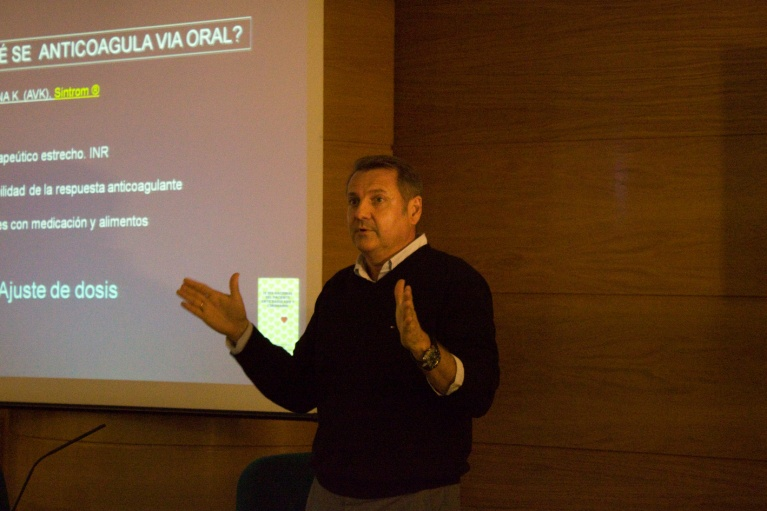 É SE ANTICOAGULA VIA ORAL?
NA K. (AVK). Sintrom ®
apeútico estrecho. INR
ilidad de la respuesta anticoagulante
es con medicación y alimentos
Ajuste de dosis